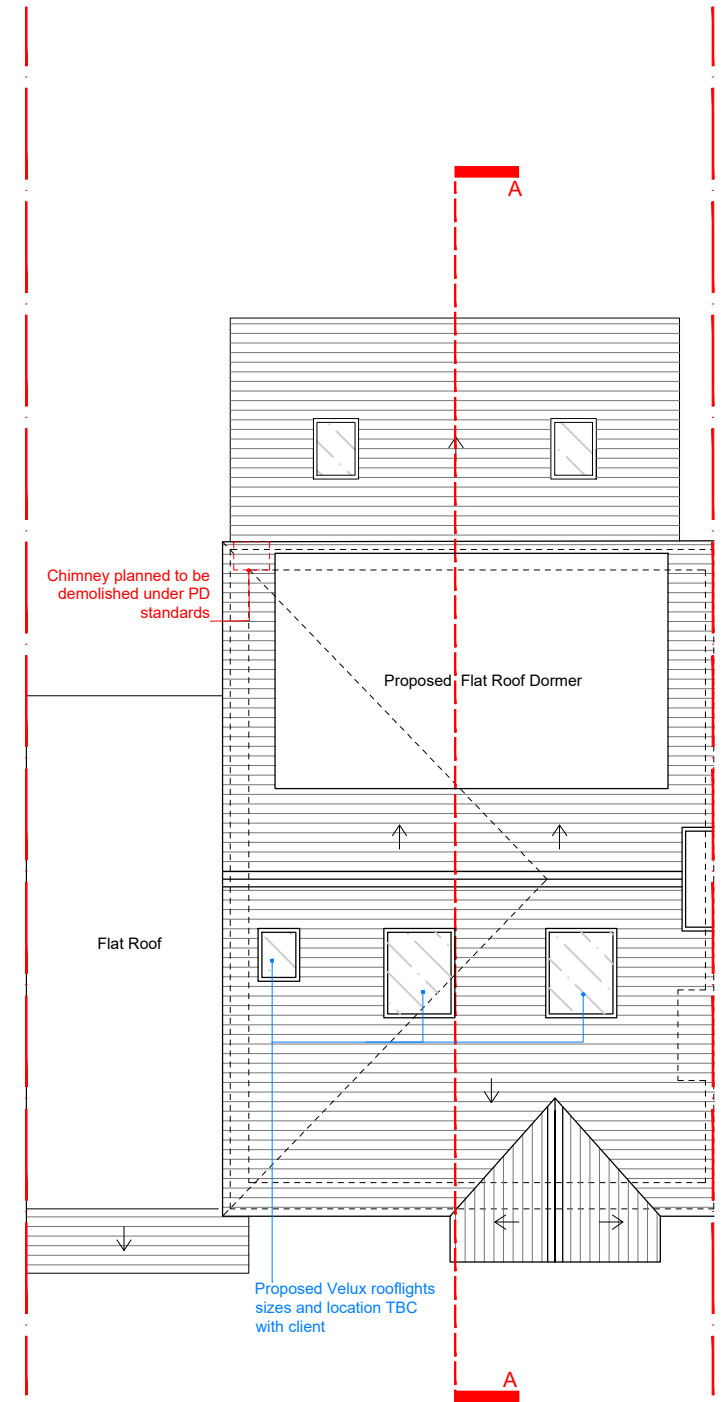 A
Chimney planned to be
demolished under PD
standards
Proposed Flat Roof Dormer
Flat Roof
Proposed Velux rooflights
sizes and location TBC
with client
A